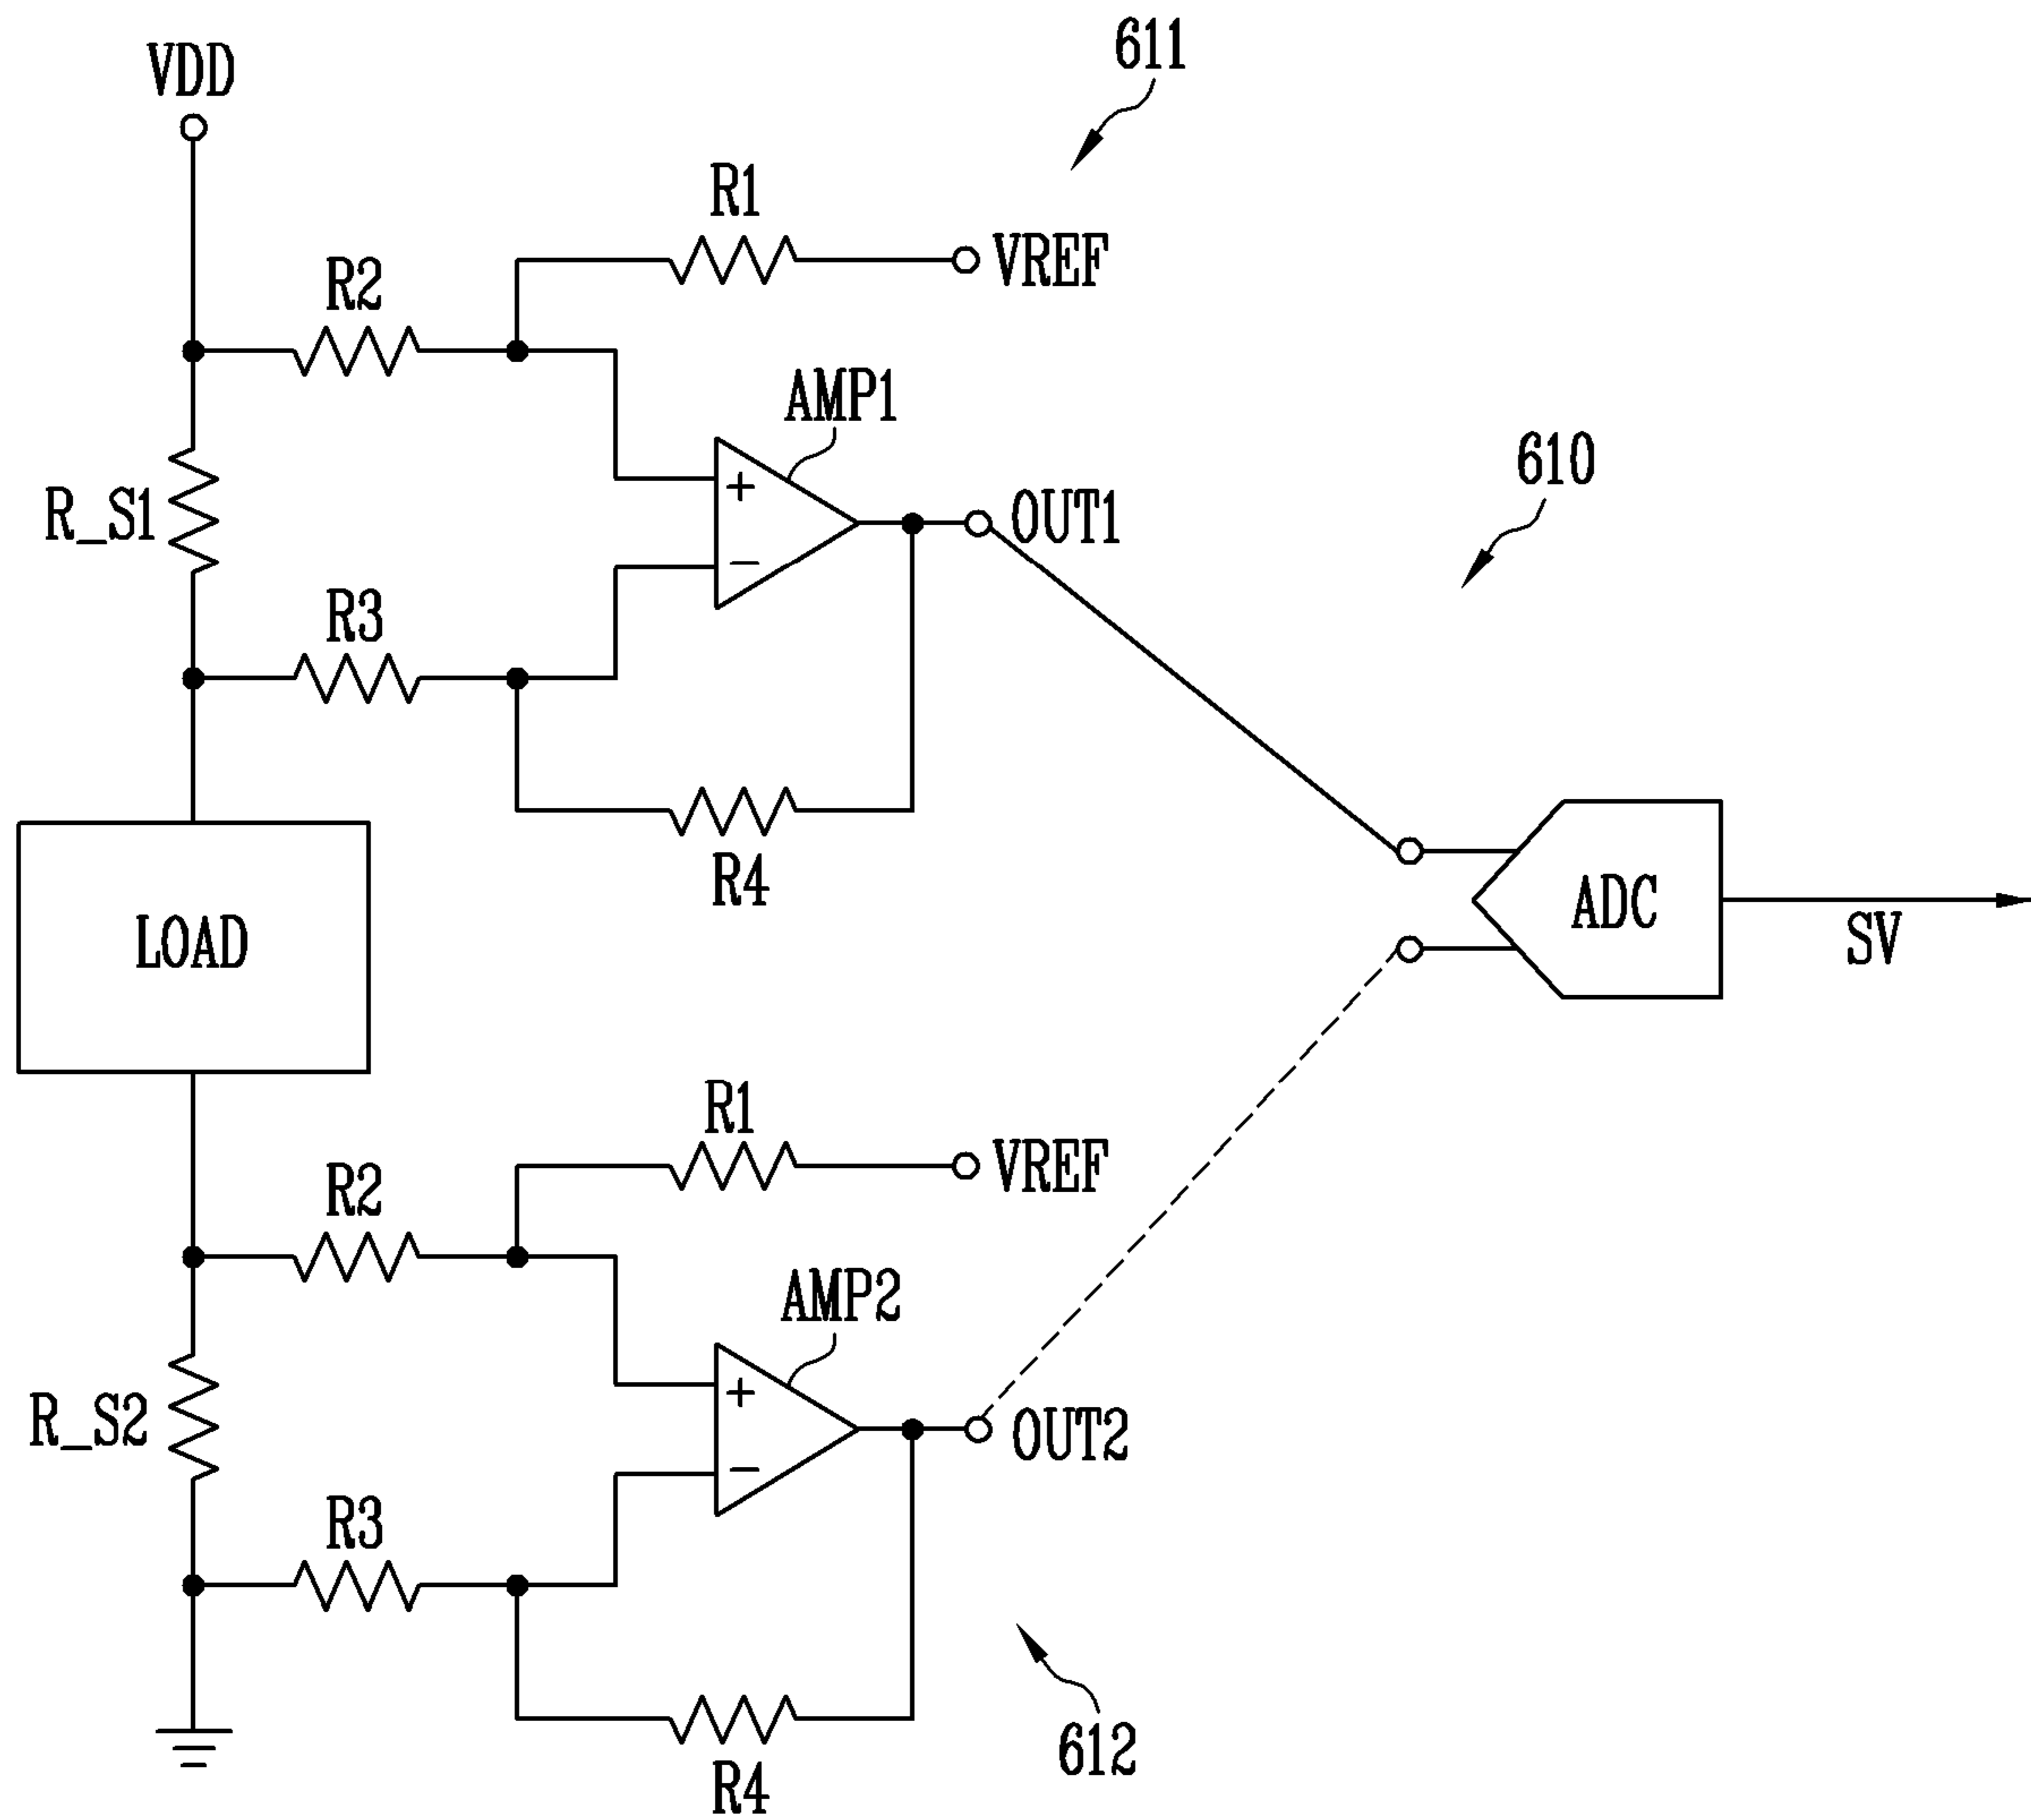 611
VDD
R1
VREF
R2
AMP1
+
610
R_S1
OUT1
−
R3
R4
ADC
LOAD
SV
R1
VREF
R2
AMP2
+
R_S2
OUT2
−
R3
612
R4